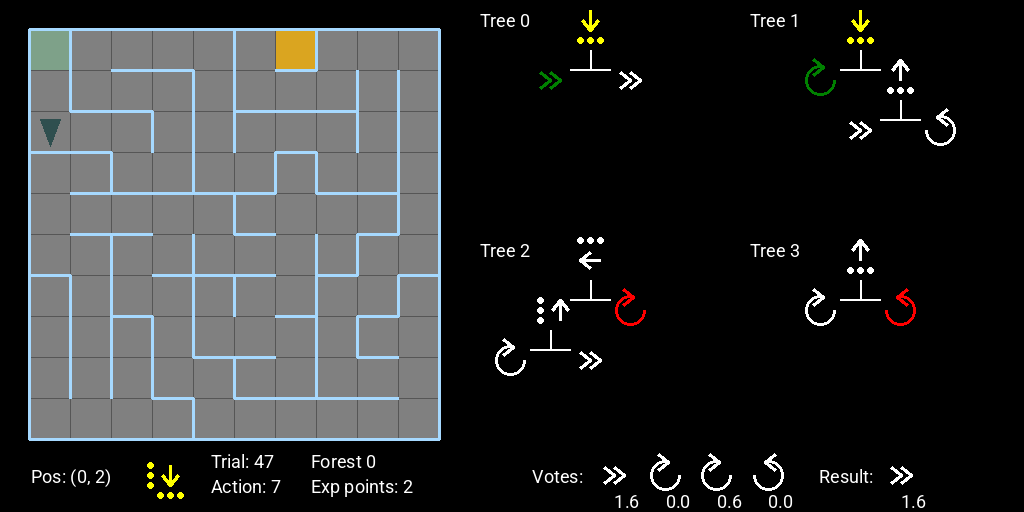 Tree 0
Tree 1
Tree 2
Tree 3
Pos: (0, 2)
Trial: 47
Forest 0
Action: 7
Exp points: 2
Votes:
Result:
1.6
0.0
0.6
0.0
1.6